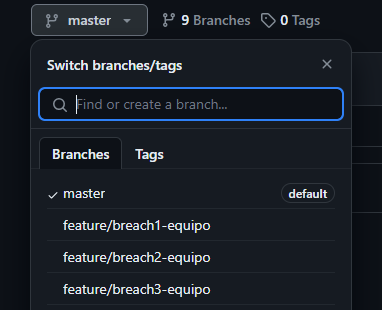 master 9 Branches 0 Tags
Switch branches/tags
Find or create a branch...
Branches Tags
master default
feature/breach1-equipo
feature/breach2-equipo
feature/breach3-equipo